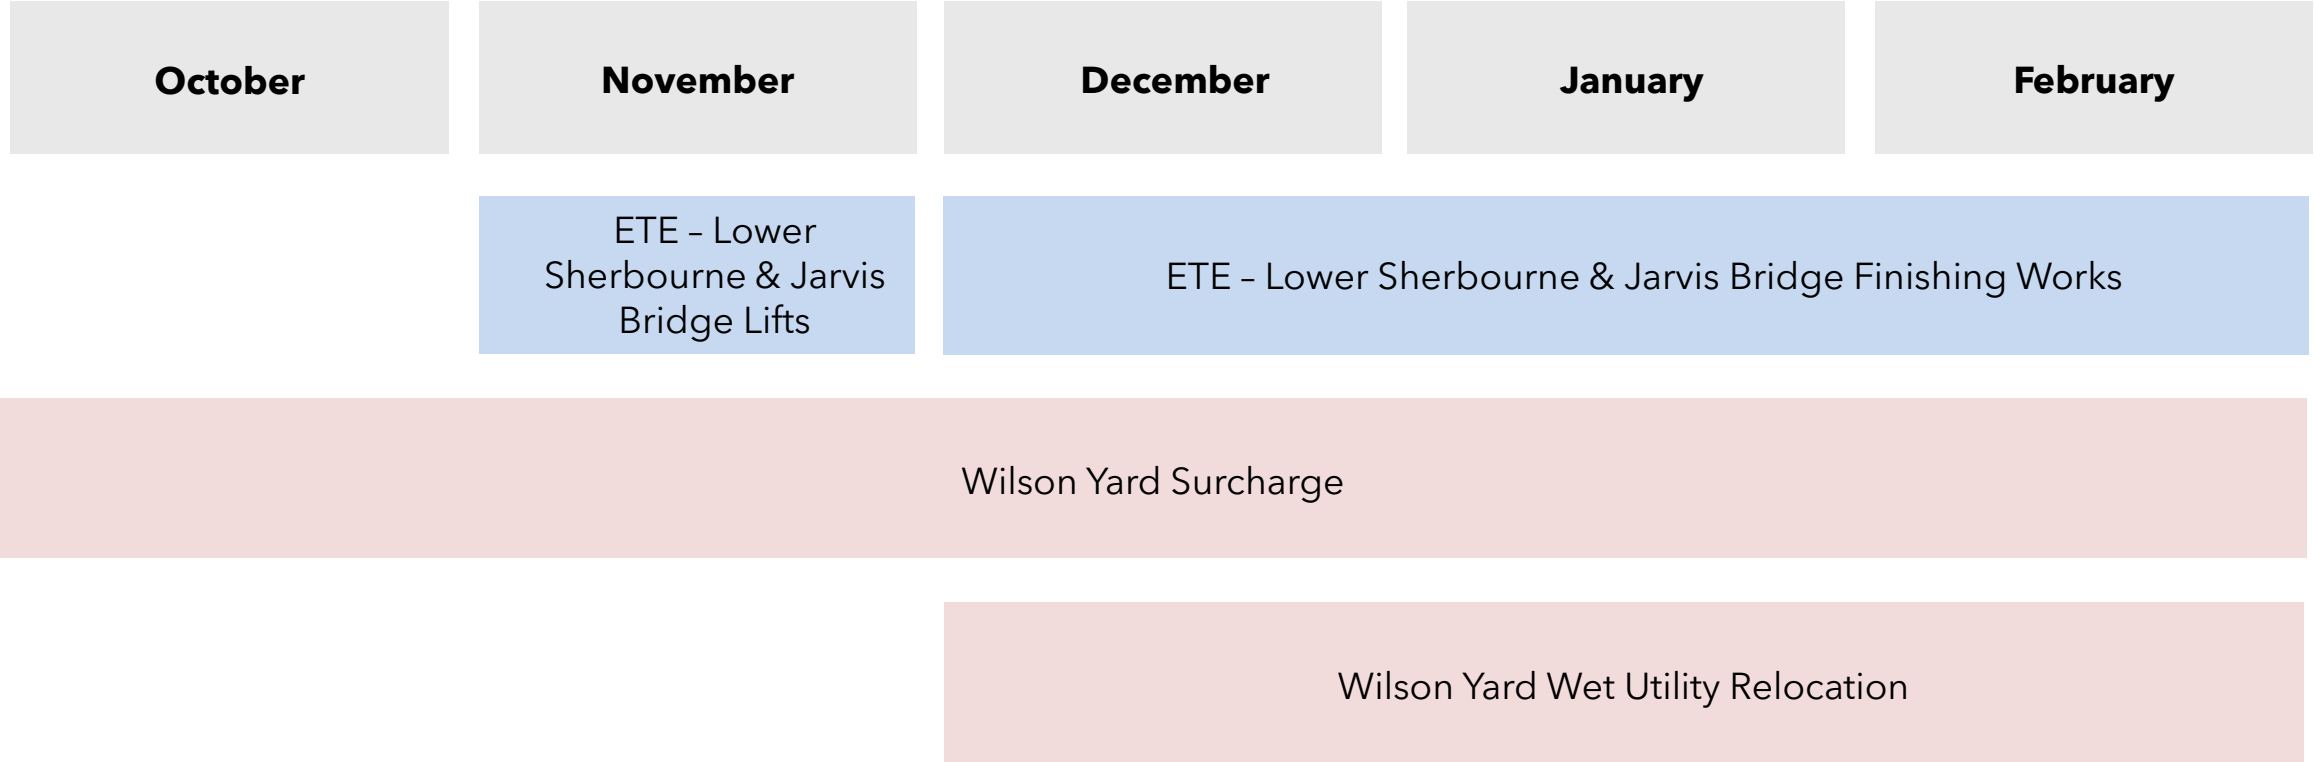 October
November
December
January
February
ETE – Lower
Sherbourne & Jarvis
Bridge Lifts
ETE – Lower Sherbourne & Jarvis Bridge Finishing Works
Wilson Yard Surcharge
Wilson Yard Wet Utility Relocation